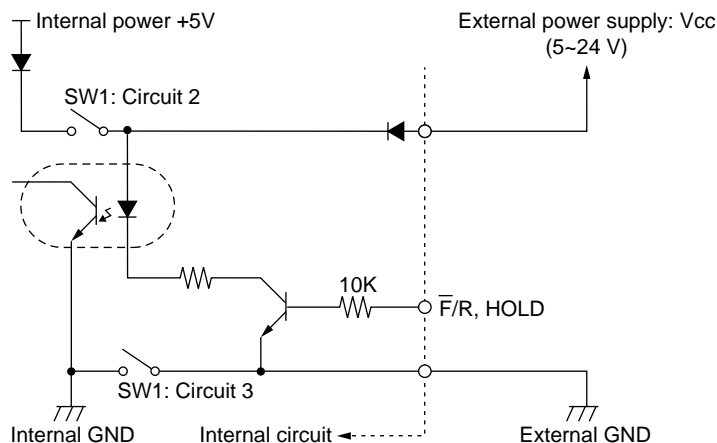 Internal power +5V
External power supply: Vcc
(5~24 V)
SW1: Circuit 2
10K
F̅/R, HOLD
SW1: Circuit 3
Internal GND
Internal circuit
External GND